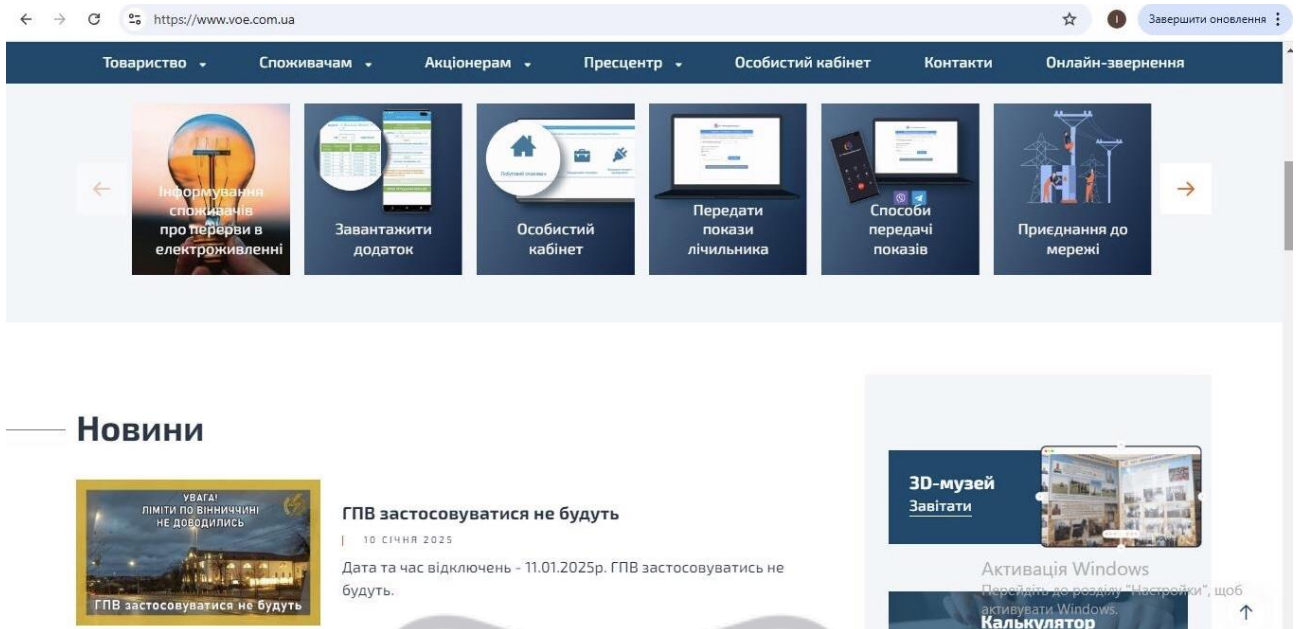 https://www.voe.com.ua
Завершити оновлення
Товариство
Споживачам
Акціонерам
Пресцентр
Особистий кабінет
Контакти
Онлайн-звернення
Інформування
споживачів
про перерви в
електроживленні
Завантажити
додаток
Особистий
кабінет
Передати
покази
лічильника
Способи
передачі
показів
Приєднання до
мережі
Новини
УВАГА!
ЛІМІТИ ПО ВІННИЧЧИНІ
НЕ ДОВОДИЛИСЬ
ГПВ застосовуватися не будуть
ГПВ застосовуватися не будуть
| 10 СІЧНЯ 2025
Дата та час відключень - 11.01.2025р. ГПВ застосовуватись не
будуть.
3D-музей
Завітати
Активація Windows
Перейдіть до розділу "Настройки", щоб
активувати Windows.
Калькулятор